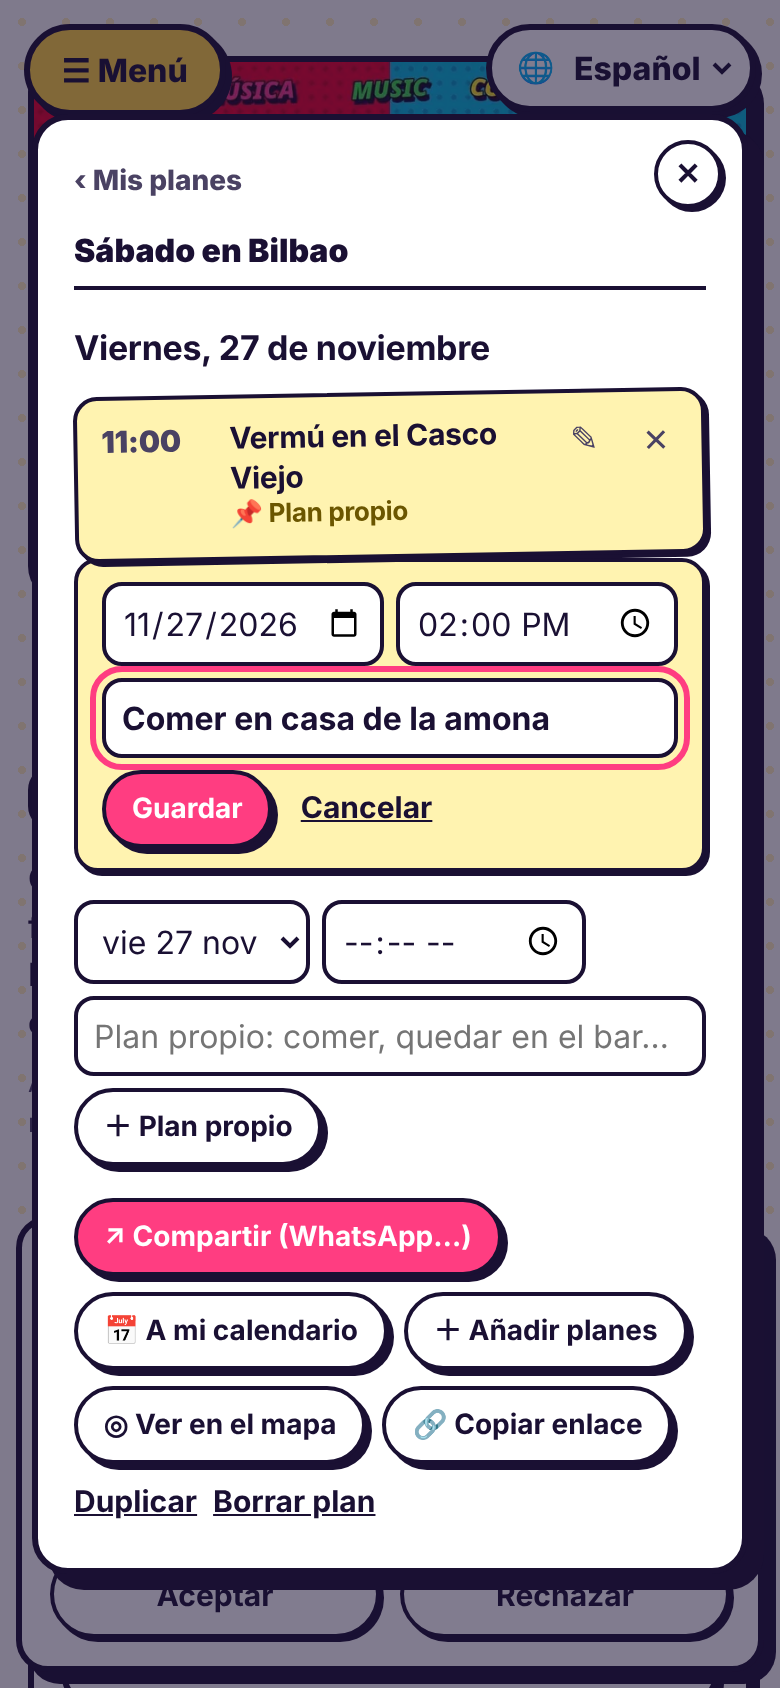 ☰ Menú
ÚSICA
MUSIC
🌐 Español
‹ Mis planes
✕
Sábado en Bilbao
Viernes, 27 de noviembre
11:00
Vermú en el Casco
Viejo
✎ ✕
📌 Plan propio
11/27/2026
02:00 PM
Comer en casa de la amona
Guardar
Cancelar
vie 27 nov
--:-- --
Plan propio: comer, quedar en el bar...
+ Plan propio
↗ Compartir (WhatsApp...)
📅 A mi calendario
+ Añadir planes
◎ Ver en el mapa
🔗 Copiar enlace
Duplicar
Borrar plan
Aceptar
Rechazar